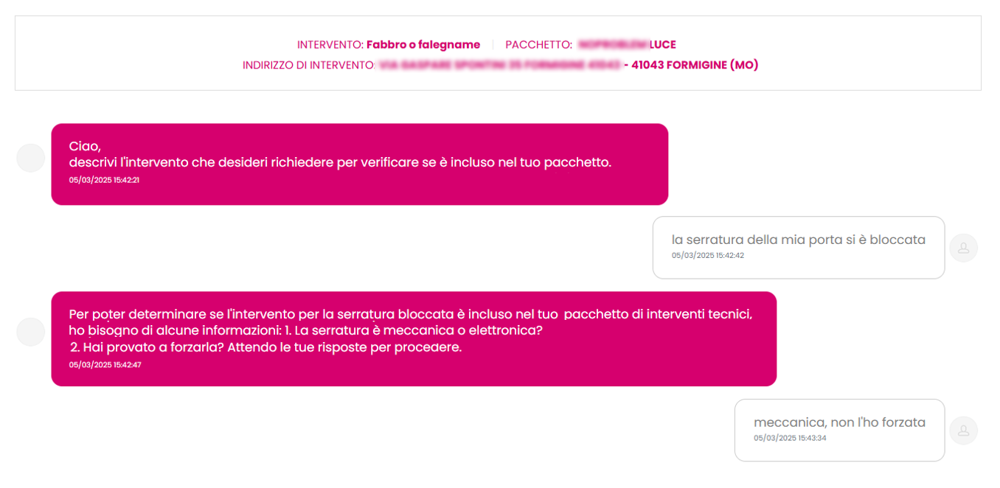 INTERVENTO: Fabbro o falegname PACCHETTO: LUCE
INDIRIZZO DI INTERVENTO: - 41043 FORMIGINE (MO)
Ciao,
descrivi l'intervento che desideri richiedere per verificare se è incluso nel tuo pacchetto.
05/03/2025 15:42:21
la serratura della mia porta si è bloccata
05/03/2025 15:42:42
Per poter determinare se l'intervento per la serratura bloccata è incluso nel tuo pacchetto di interventi tecnici,
ho bisogno di alcune informazioni: 1. La serratura è meccanica o elettronica?
2. Hai provato a forzarla? Attendo le tue risposte per procedere.
05/03/2025 15:42:47
meccanica, non l'ho forzata
05/03/2025 15:43:34